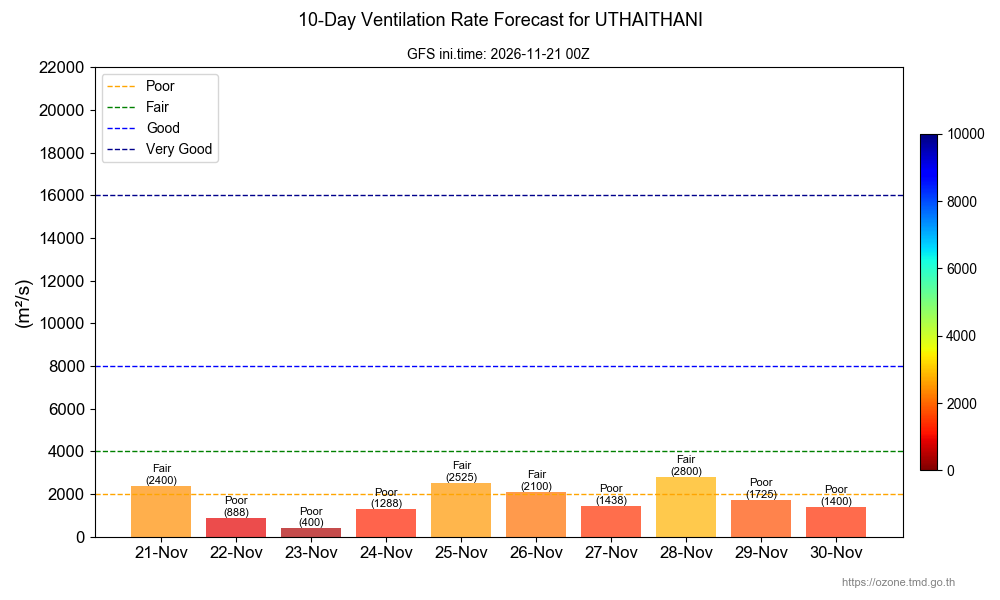 10-Day Ventilation Rate Forecast for UTHAITHANI
GFS ini.time: 2026-11-21 00Z
(m²/s)
22000
20000
18000
16000
14000
12000
10000
8000
6000
4000
2000
0
Poor
Fair
Good
Very Good
Fair
(2400)
Poor
(888)
Poor
(400)
Poor
(1288)
Fair
(2525)
Fair
(2100)
Poor
(1438)
Fair
(2800)
Poor
(1725)
Poor
(1400)
21-Nov 22-Nov 23-Nov 24-Nov 25-Nov 26-Nov 27-Nov 28-Nov 29-Nov 30-Nov
10000
8000
6000
4000
2000
0
https://ozone.tmd.go.th